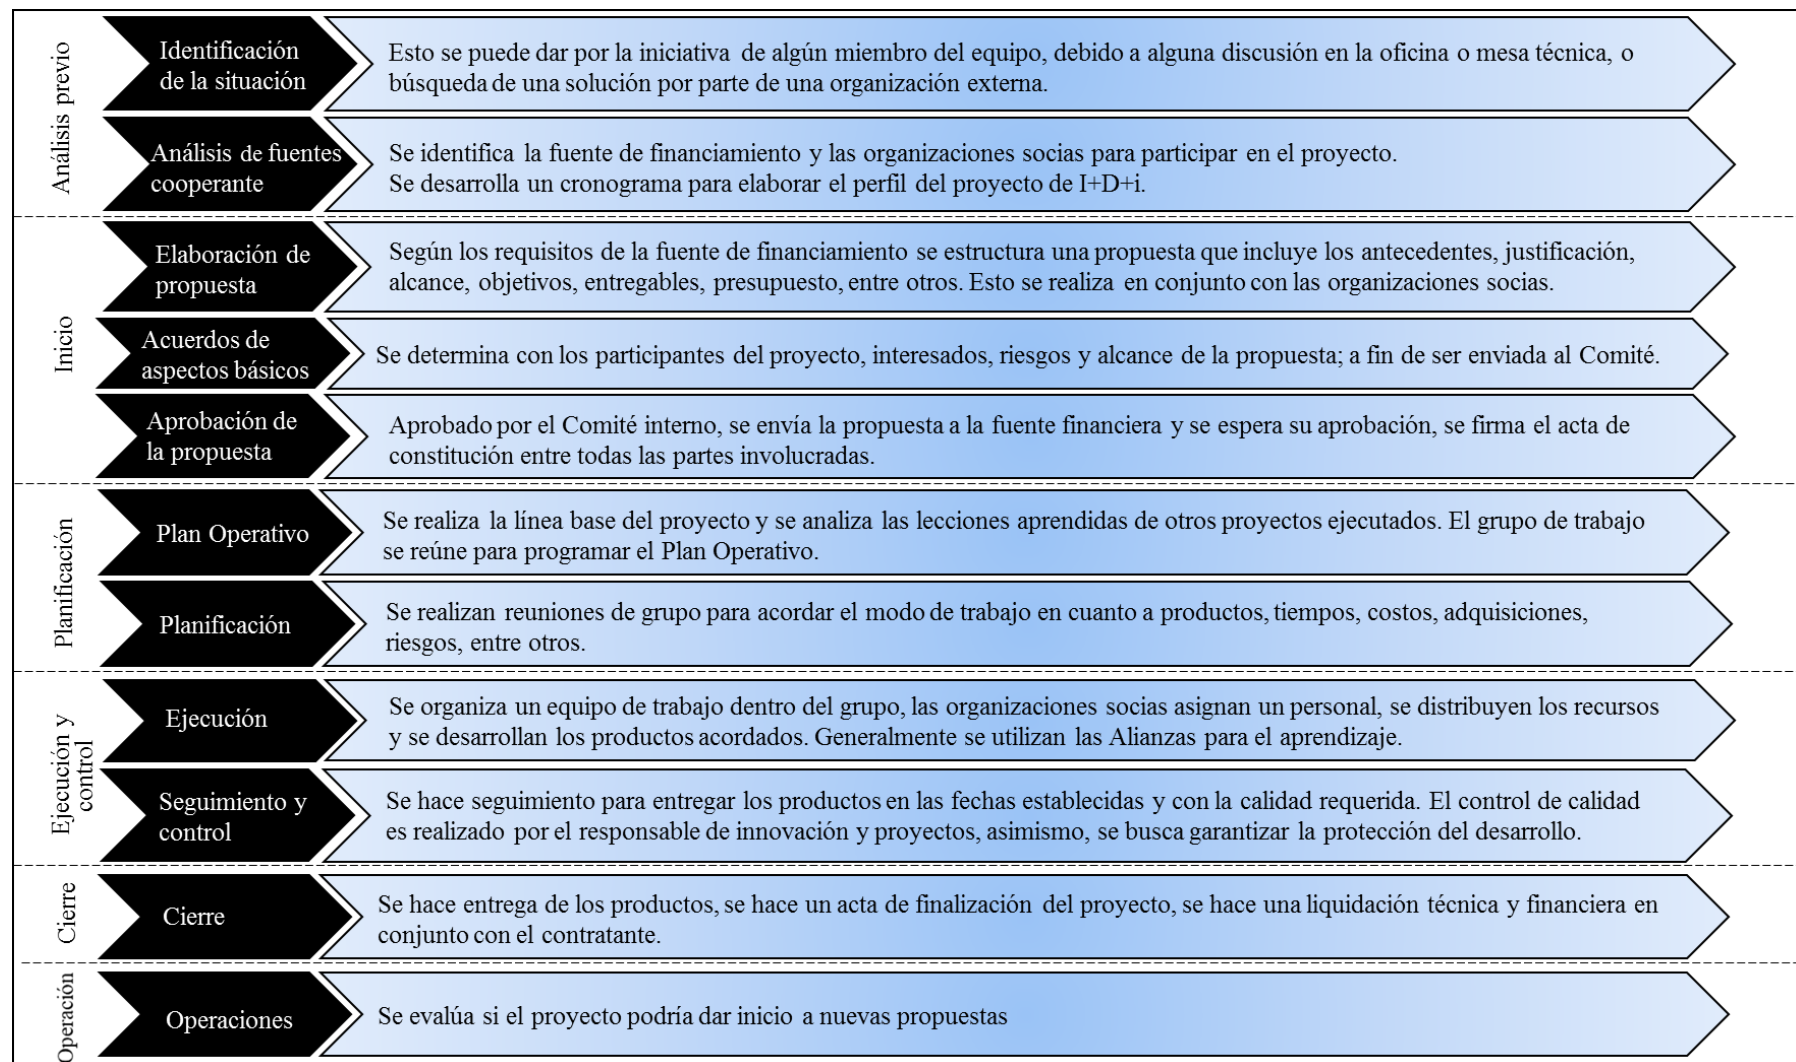 Análisis previo
Identificación
de la situación
Esto se puede dar por la iniciativa de algún miembro del equipo, debido a alguna discusión en la oficina o mesa técnica, o
búsqueda de una solución por parte de una organización externa.
Análisis de fuentes
cooperante
Se identifica la fuente de financiamiento y las organizaciones socias para participar en el proyecto.
Se desarrolla un cronograma para elaborar el perfil del proyecto de I+D+i.
Inicio
Elaboración de
propuesta
Según los requisitos de la fuente de financiamiento se estructura una propuesta que incluye los antecedentes, justificación,
alcance, objetivos, entregables, presupuesto, entre otros. Esto se realiza en conjunto con las organizaciones socias.
Acuerdos de
aspectos básicos
Se determina con los participantes del proyecto, interesados, riesgos y alcance de la propuesta; a fin de ser enviada al Comité.
Aprobación de
la propuesta
Aprobado por el Comité interno, se envía la propuesta a la fuente financiera y se espera su aprobación, se firma el acta de
constitución entre todas las partes involucradas.
Planificación
Plan Operativo
Se realiza la línea base del proyecto y se analiza las lecciones aprendidas de otros proyectos ejecutados. El grupo de trabajo
se reúne para programar el Plan Operativo.
Planificación
Se realizan reuniones de grupo para acordar el modo de trabajo en cuanto a productos, tiempos, costos, adquisiciones,
riesgos, entre otros.
Ejecución y
control
Ejecución
Se organiza un equipo de trabajo dentro del grupo, las organizaciones socias asignan un personal, se distribuyen los recursos
y se desarrollan los productos acordados. Generalmente se utilizan las Alianzas para el aprendizaje.
Seguimiento y
control
Se hace seguimiento para entregar los productos en las fechas establecidas y con la calidad requerida. El control de calidad
es realizado por el responsable de innovación y proyectos, asimismo, se busca garantizar la protección del desarrollo.
Cierre
Cierre
Se hace entrega de los productos, se hace un acta de finalización del proyecto, se hace una liquidación técnica y financiera en
conjunto con el contratante.
Operación
Operaciones
Se evalúa si el proyecto podría dar inicio a nuevas propuestas